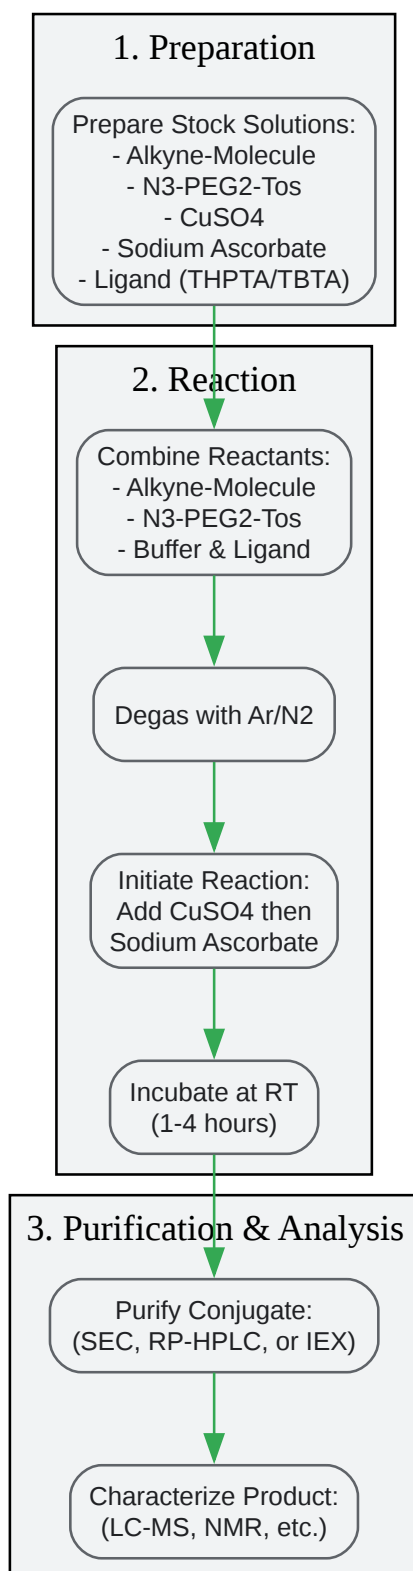 1. Preparation
Prepare Stock Solutions:
- Alkyne-Molecule
- N3-PEG2-Tos
- CuSO4
- Sodium Ascorbate
- Ligand (THPTA/TBTA)
2. Reaction
Combine Reactants:
- Alkyne-Molecule
- N3-PEG2-Tos
- Buffer & Ligand
Degas with Ar/N2
Initiate Reaction:
Add CuSO4 then
Sodium Ascorbate
Incubate at RT
(1-4 hours)
3. Purification & Analysis
Purify Conjugate:
(SEC, RP-HPLC, or IEX)
Characterize Product:
(LC-MS, NMR, etc.)